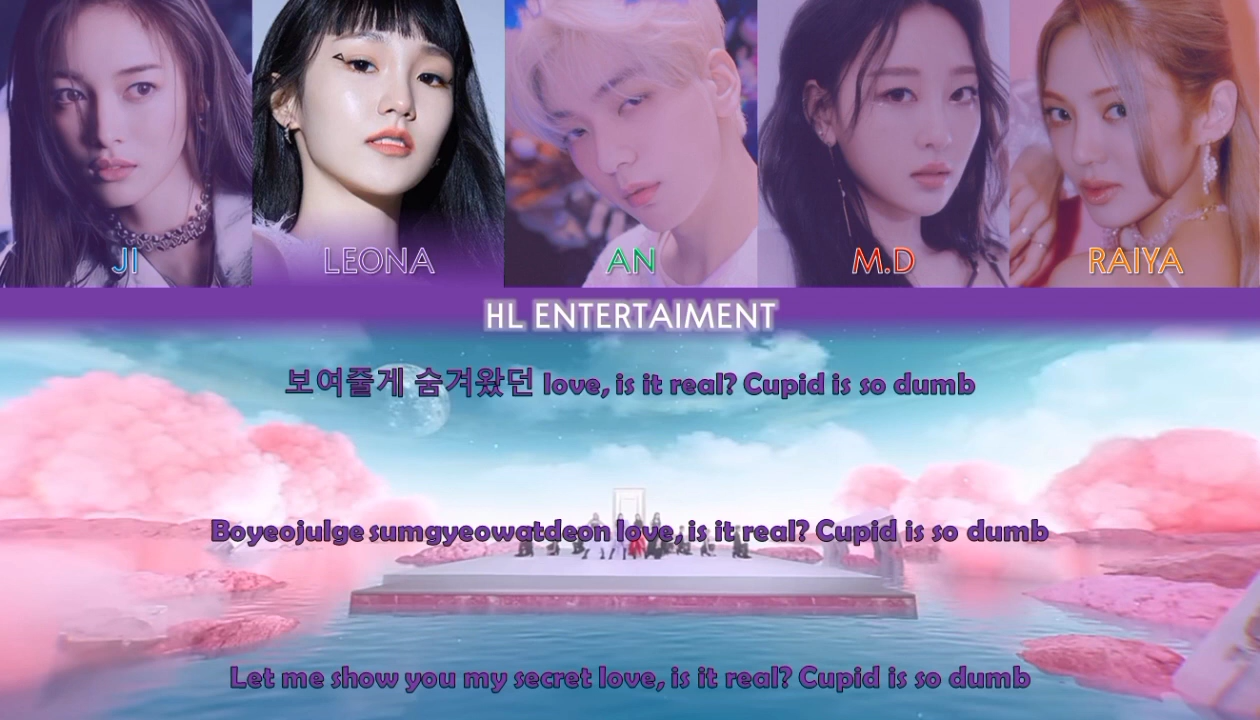 JI
LEONA
AN
M.D
RAIYA
HL ENTERTAIMENT
보여줄게 숨겨왔던 love, is it real? Cupid is so dumb
Boyeojulge sumgyeowatdeon love, is it real? Cupid is so dumb
Let me show you my secret love, is it real? Cupid is so dumb